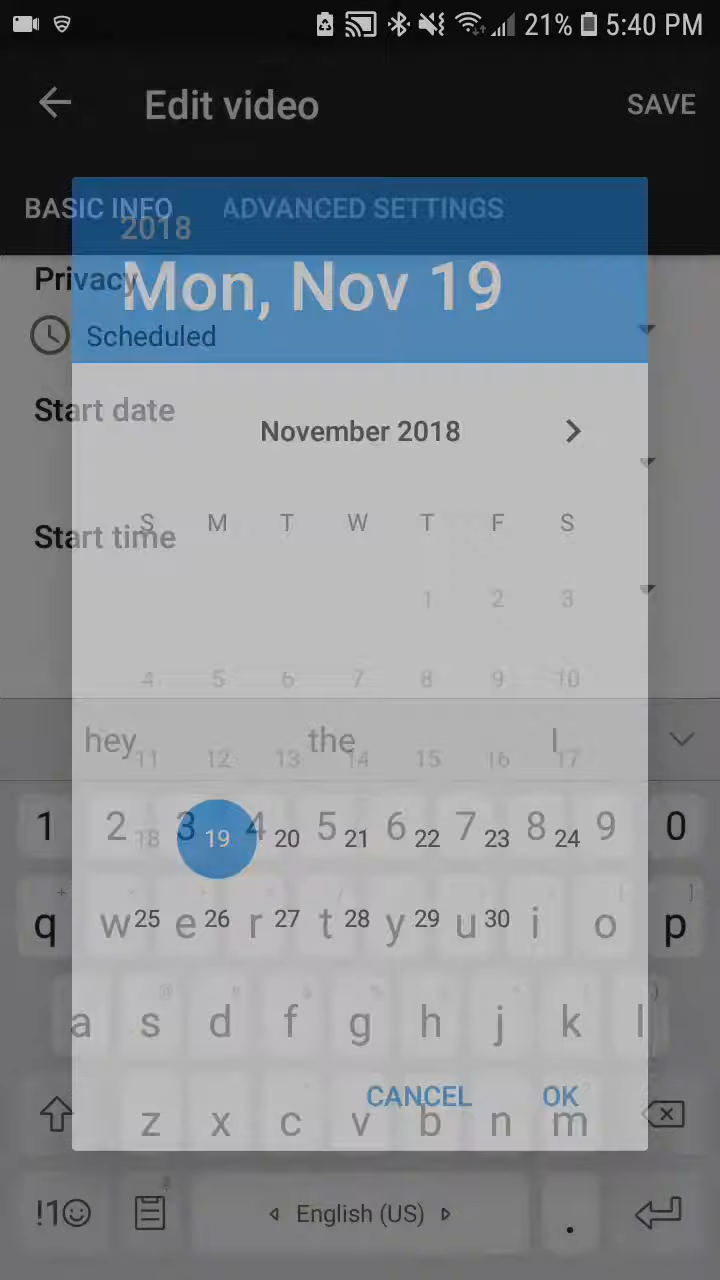 21% 5:40 PM
Edit video
SAVE
BASIC INFO
ADVANCED SETTINGS
2018
Privacy
Mon, Nov 19
Scheduled
Start date
November 2018
S M T W T F S
Start time
1 2 3
4 5 6 7 8 9 10
hey the I
11 12 13 14 15 16 17
1 2 3 4 5 6 7 8 9 0
18 19 20 21 22 23 24
q w e r t y u i o p
25 26 27 28 29 30
a s d f g h j k l
CANCEL OK
z x c v b n m
!1☺ English (US) .